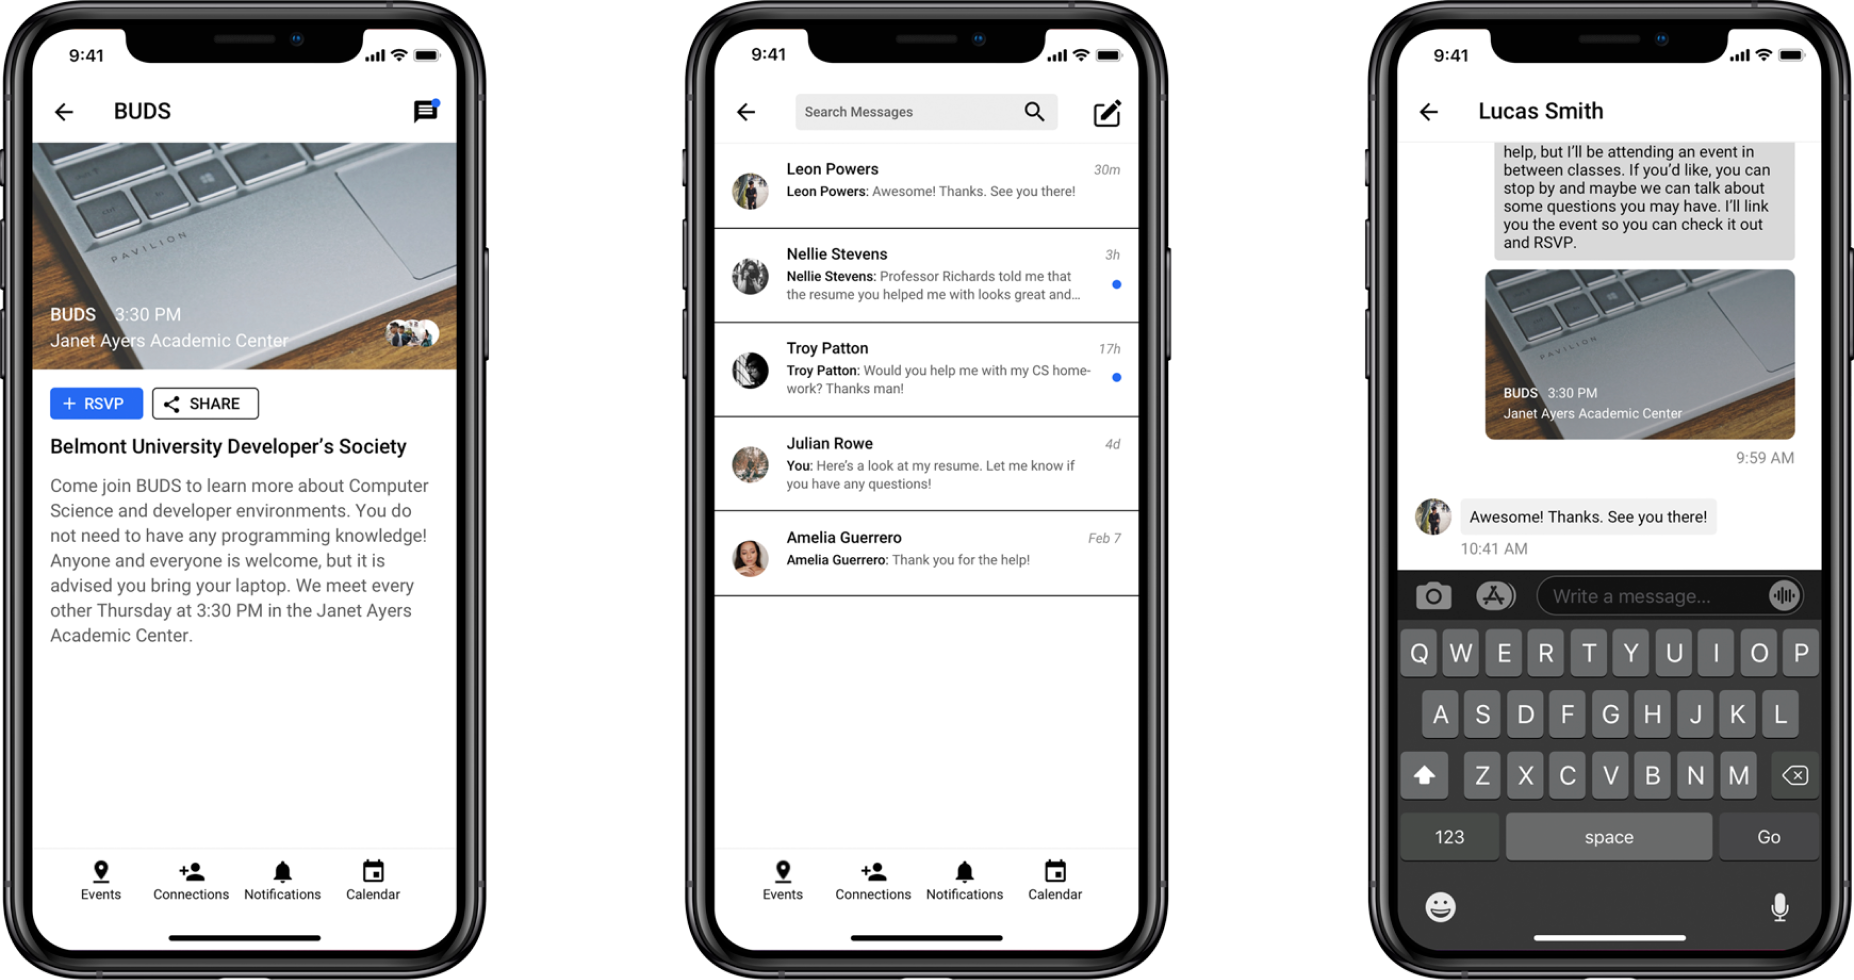 9:41
BUDS
PAVILION
BUDS 3:30 PM
Janet Ayers Academic Center
+ RSVP
SHARE
Belmont University Developer's Society
Come join BUDS to learn more about Computer
Science and developer environments. You do
not need to have any programming knowledge!
Anyone and everyone is welcome, but it is
advised you bring your laptop. We meet every
other Thursday at 3:30 PM in the Janet Ayers
Academic Center.
Events Connections Notifications Calendar
9:41
Search Messages
Leon Powers 30m
Leon Powers: Awesome! Thanks. See you there!
Nellie Stevens 3h
Nellie Stevens: Professor Richards told me that
the resume you helped me with looks great and...
Troy Patton 17h
Troy Patton: Would you help me with my CS home-
work? Thanks man!
Julian Rowe 4d
You: Here's a look at my resume. Let me know if
you have any questions!
Amelia Guerrero Feb 7
Amelia Guerrero: Thank you for the help!
Events Connections Notifications Calendar
9:41
Lucas Smith
help, but I'll be attending an event in
between classes. If you'd like, you can
stop by and maybe we can talk about
some questions you may have. I'll link
you the event so you can check it out
and RSVP.
PAVILION
BUDS 3:30 PM
Janet Ayers Academic Center
9:59 AM
Awesome! Thanks. See you there!
10:41 AM
Write a message...
Q W E R T Y U I O P
A S D F G H J K L
Z X C V B N M
123 space Go